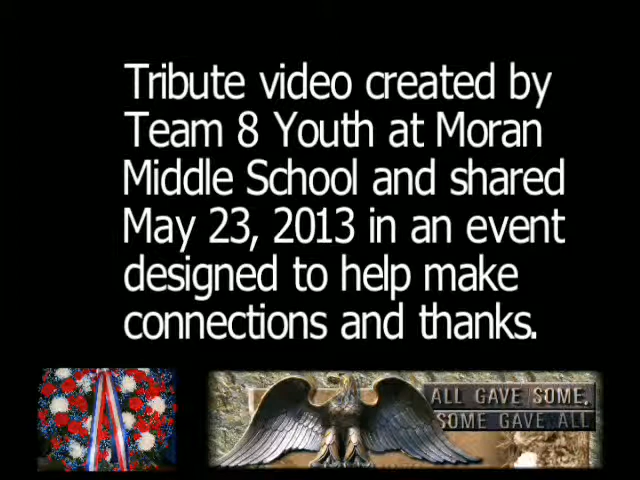 Tribute video created by
Team 8 Youth at Moran
Middle School and shared
May 23, 2013 in an event
designed to help make
connections and thanks.
ALL GAVE SOME,
SOME GAVE ALL